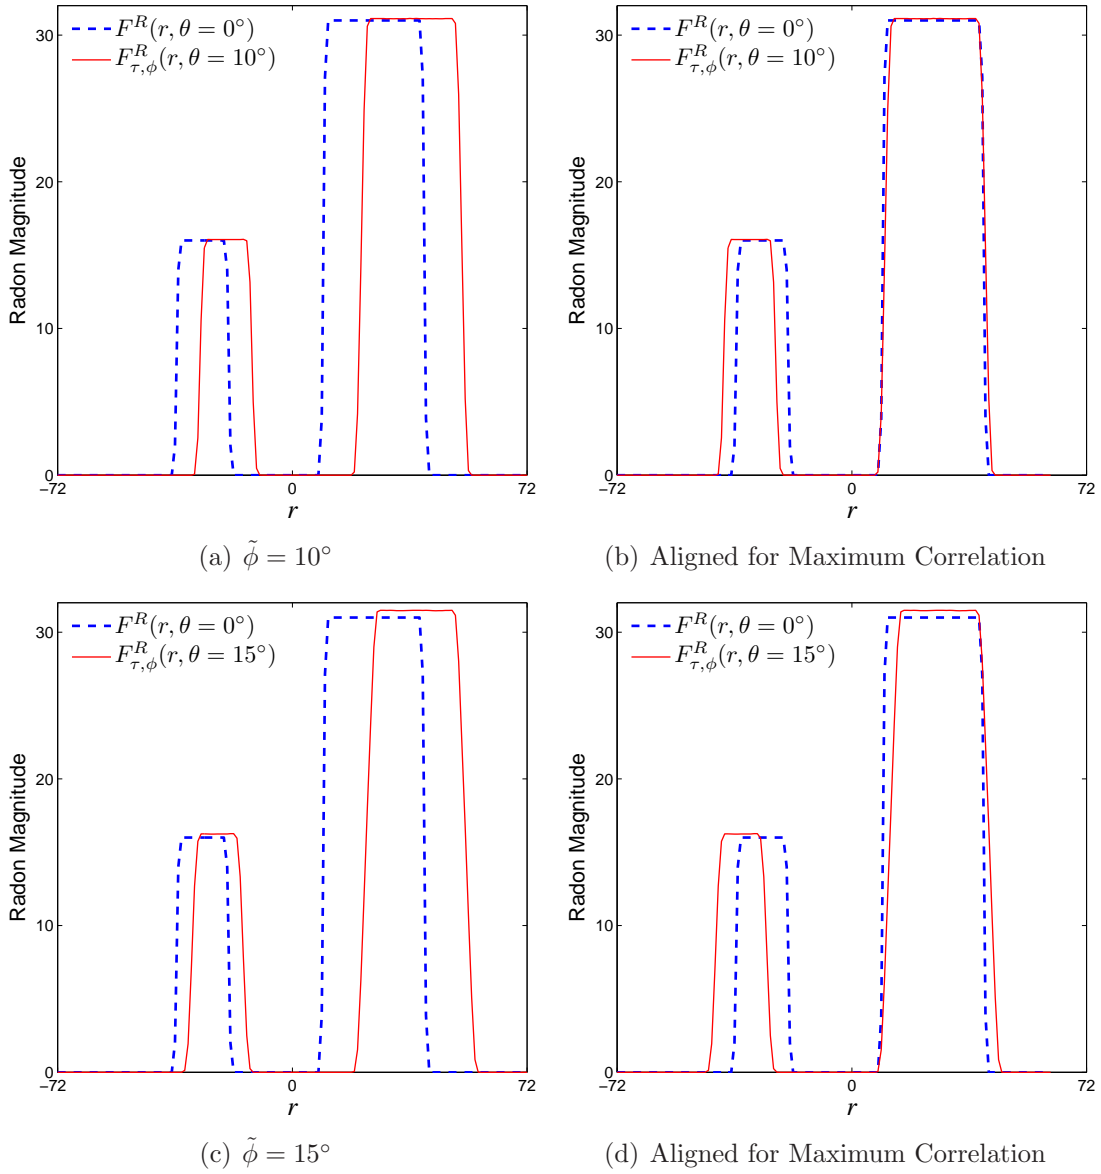 30
20
10
0
−72
0
72
Radon Magnitude
r
F^R(r, θ = 0°)
F^R_{τ,φ}(r, θ = 10°)
(a) φ̃ = 10°
30
20
10
0
−72
0
72
Radon Magnitude
r
F^R(r, θ = 0°)
F^R_{τ,φ}(r, θ = 10°)
(b) Aligned for Maximum Correlation
30
20
10
0
−72
0
72
Radon Magnitude
r
F^R(r, θ = 0°)
F^R_{τ,φ}(r, θ = 15°)
(c) φ̃ = 15°
30
20
10
0
−72
0
72
Radon Magnitude
r
F^R(r, θ = 0°)
F^R_{τ,φ}(r, θ = 15°)
(d) Aligned for Maximum Correlation